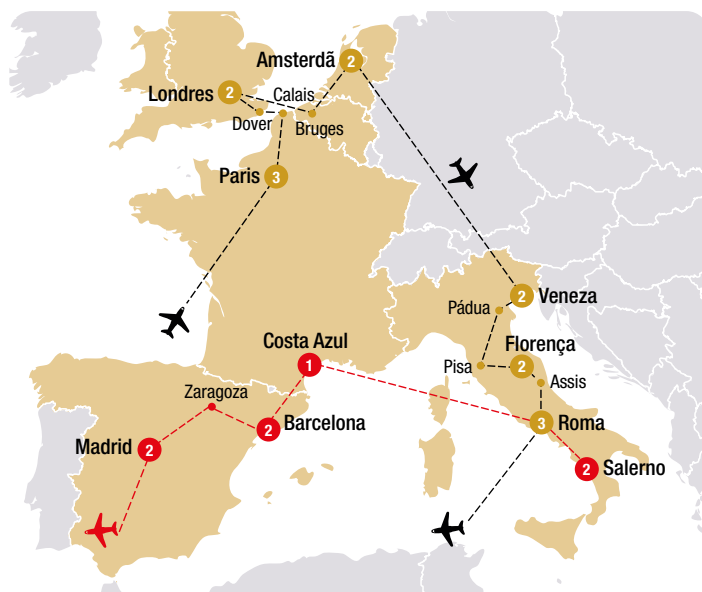 Amsterdã
2
Londres
2
Calais
Dover
Bruges
Paris
3
2
Veneza
Pádua
Costa Azul
1
Florença
2
Pisa
Assis
Zaragoza
Barcelona
2
3
Roma
Madrid
2
2
Salerno